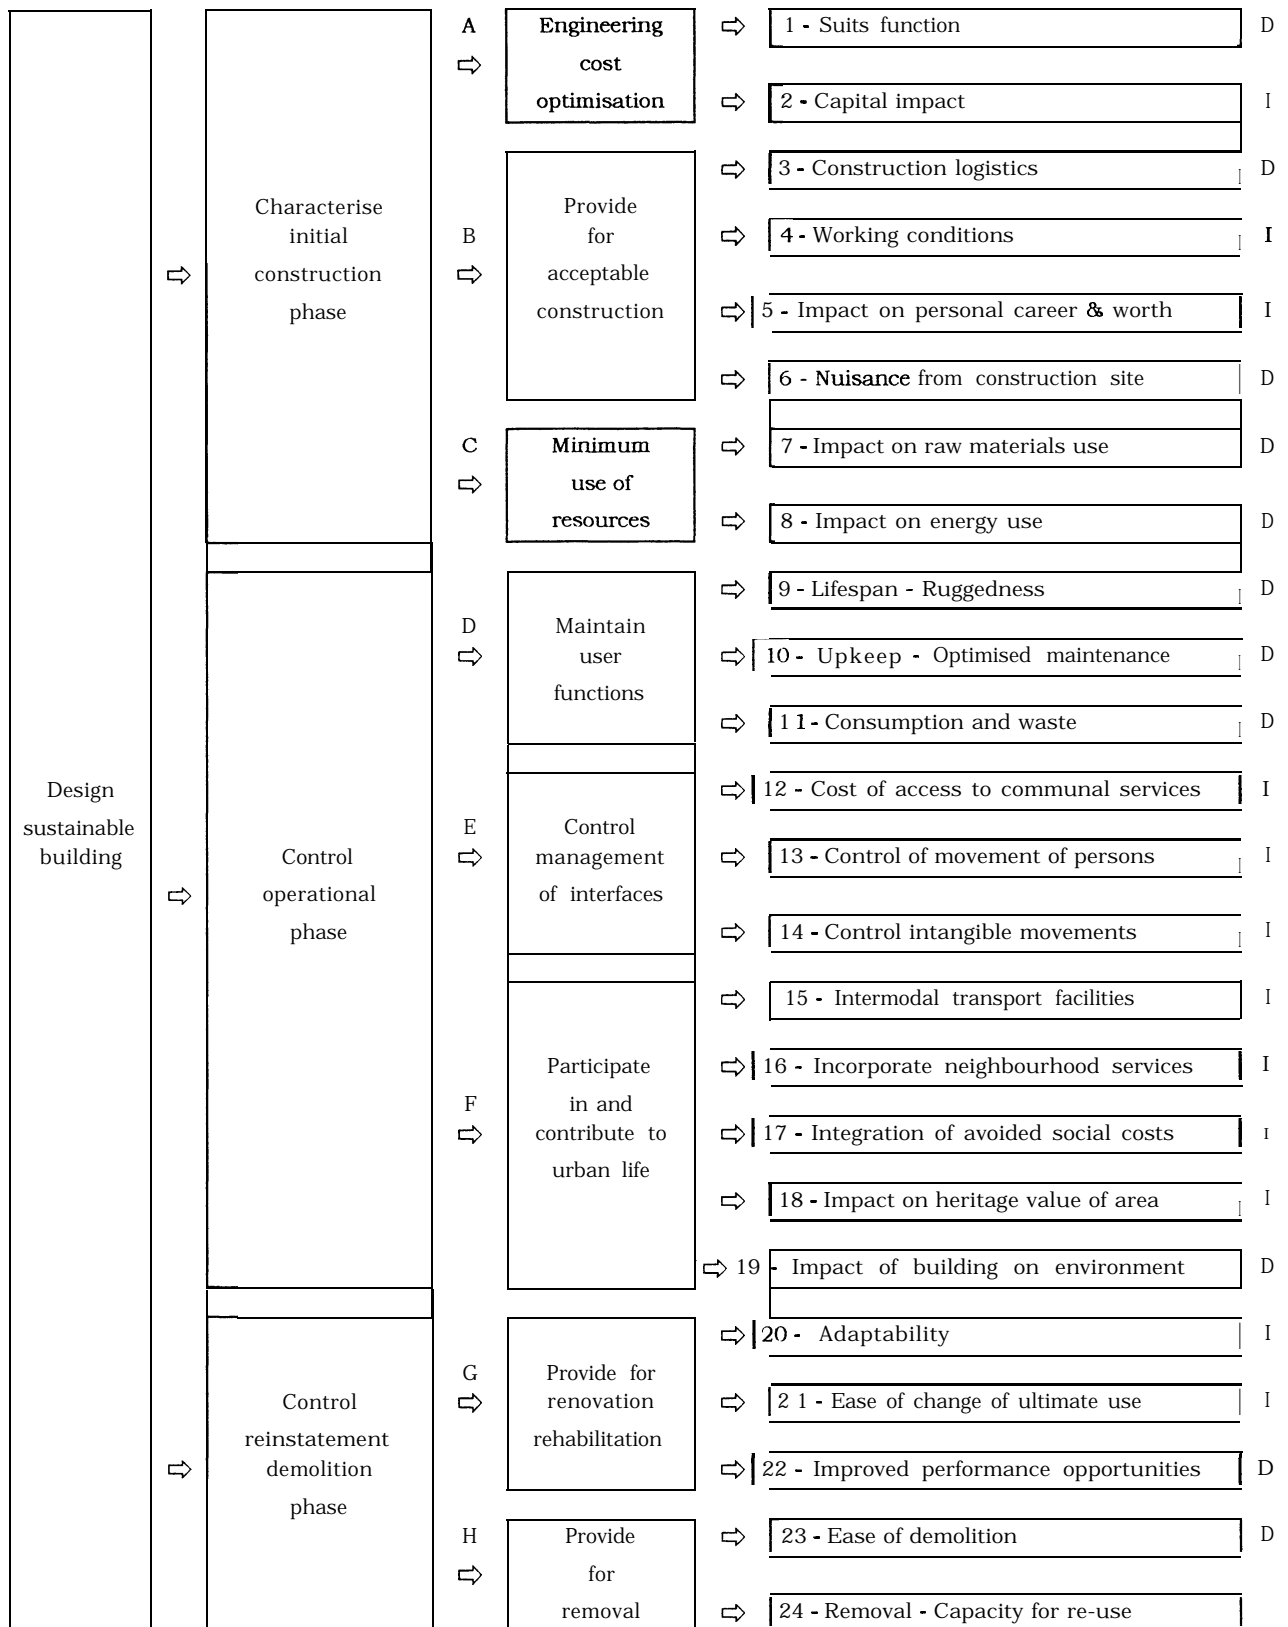 Design
sustainable
building
Characterise
initial
construction
phase
Control
operational
phase
Control
reinstatement
demolition
phase
A
Engineering
cost
optimisation
B
Provide
for
acceptable
construction
C
Minimum
use of
resources
D
Maintain
user
functions
E
Control
management
of interfaces
F
Participate
in and
contribute to
urban life
G
Provide for
renovation
rehabilitation
H
Provide
for
removal
1 - Suits function D
2 - Capital impact I
3 - Construction logistics D
4 - Working conditions I
5 - Impact on personal career & worth I
6 - Nuisance from construction site D
7 - Impact on raw materials use D
8 - Impact on energy use D
9 - Lifespan - Ruggedness D
10 - Upkeep - Optimised maintenance D
11 - Consumption and waste D
12 - Cost of access to communal services I
13 - Control of movement of persons I
14 - Control intangible movements I
15 - Intermodal transport facilities I
16 - Incorporate neighbourhood services I
17 - Integration of avoided social costs I
18 - Impact on heritage value of area I
19 - Impact of building on environment D
20 - Adaptability I
21 - Ease of change of ultimate use I
22 - Improved performance opportunities D
23 - Ease of demolition D
24 - Removal - Capacity for re-use